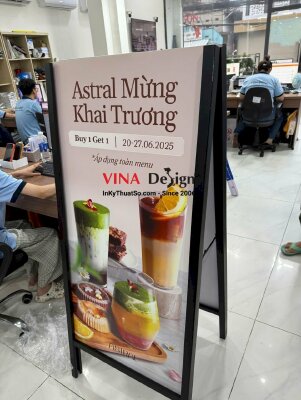 Astral Mừng
Khai Trương
Buy 1 Get 1 | 20-27.06.2025
*Áp dụng toàn menu
VINA Design
InKyThuatSo.com - Since 2006